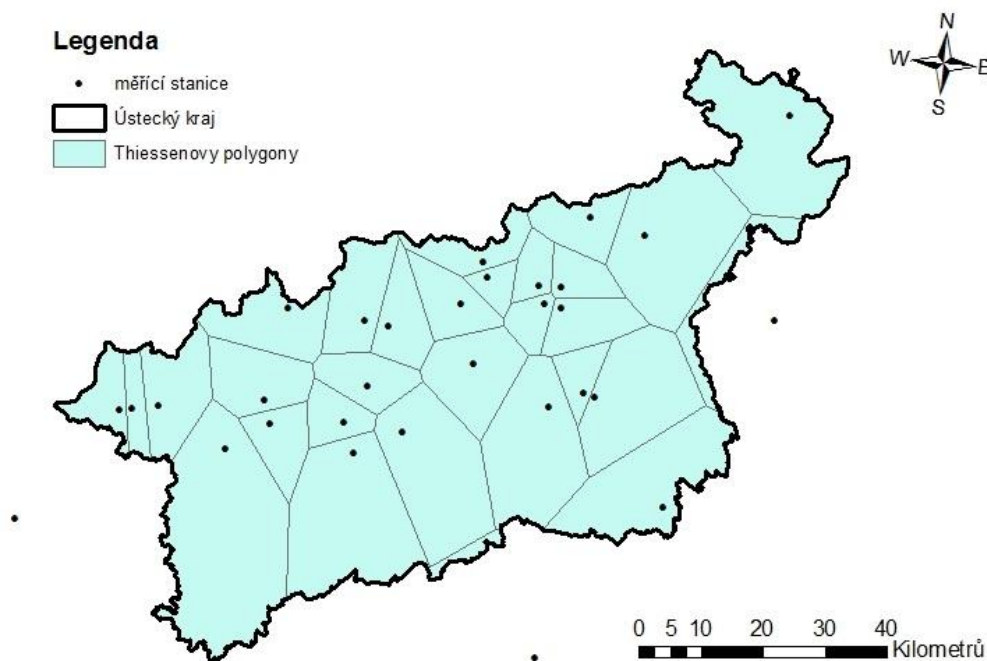 Legenda
měřící stanice
Ústecký kraj
Thiessenovy polygony
N
W
E
S
0 5 10 20 30 40
Kilometrů